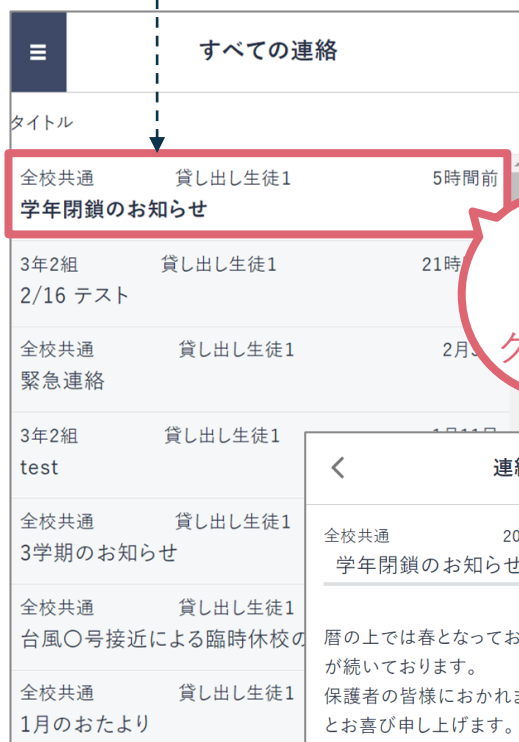 すべての連絡
タイトル
全校共通 貸し出し生徒1 5時間前
学年閉鎖のお知らせ
3年2組 貸し出し生徒1 21時
2/16 テスト
全校共通 貸し出し生徒1 2月
緊急連絡
3年2組 貸し出し生徒1
test
全校共通 貸し出し生徒1
3学期のお知らせ
全校共通 貸し出し生徒1
台風〇号接近による臨時休校の
全校共通 貸し出し生徒1
1月のおたより
連
全校共通 20
学年閉鎖のお知らせ
暦の上では春となってお
が続いております。
保護者の皆様におかれま
とお喜び申し上げます。